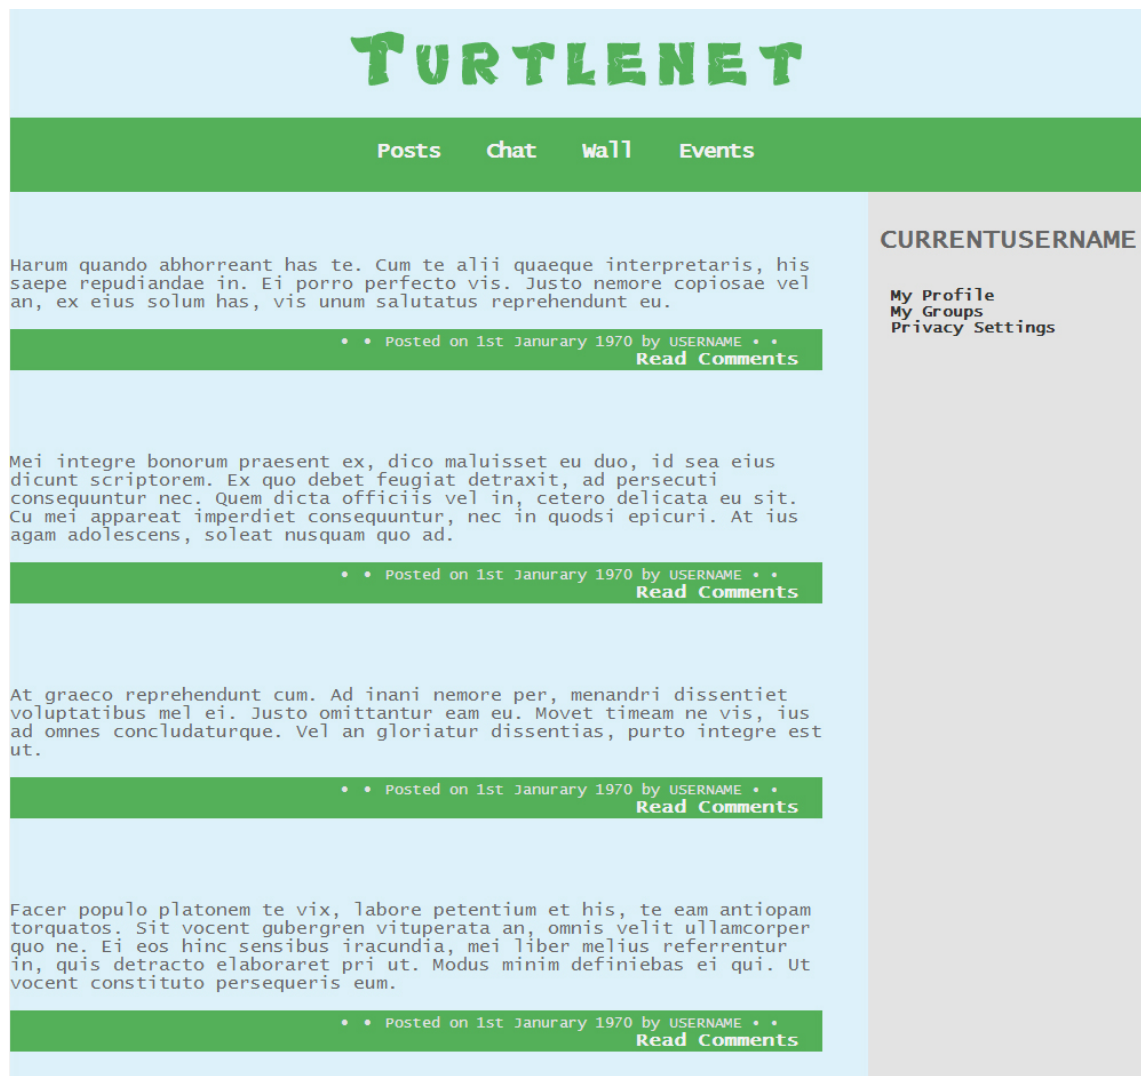 TURTLENET
Posts Chat Wall Events
CURRENTUSERNAME
My Profile
My Groups
Privacy Settings
Harum quando abhorreant has te. Cum te alii quaeque interpretaris, his
saepe repudiandae in. Ei porro perfecto vis. Justo nemore copiosae vel
an, ex eius solum has, vis unum salutatus reprehendunt eu.
• • Posted on 1st Janurary 1970 by USERNAME • •
Read Comments
Mei integre bonorum praesent ex, dico maluisset eu duo, id sea eius
dicunt scriptorem. Ex quo debet feugiat detraxit, ad persecuti
consequuntur nec. Quem dicta officiis vel in, cetero delicata eu sit.
Cu mei appareat imperdiet consequuntur, nec in quodsi epicuri. At ius
agam adolescens, soleat nusquam quo ad.
• • Posted on 1st Janurary 1970 by USERNAME • •
Read Comments
At graeco reprehendunt cum. Ad inani nemore per, menandri dissentiet
voluptatibus mel ei. Justo omittantur eam eu. Movet timeam ne vis, ius
ad omnes concludaturque. Vel an gloriatur dissentias, purto integre est
ut.
• • Posted on 1st Janurary 1970 by USERNAME • •
Read Comments
Facer populo platonem te vix, labore petentium et his, te eam antiopam
torquatos. Sit vocent gubergren vituperata an, omnis velit ullamcorper
quo ne. Ei eos hinc sensibus iracundia, mei liber melius referrentur
in, quis detracto elaboraret pri ut. Modus minim definiebas ei qui. Ut
vocent constituto persequeris eum.
• • Posted on 1st Janurary 1970 by USERNAME • •
Read Comments